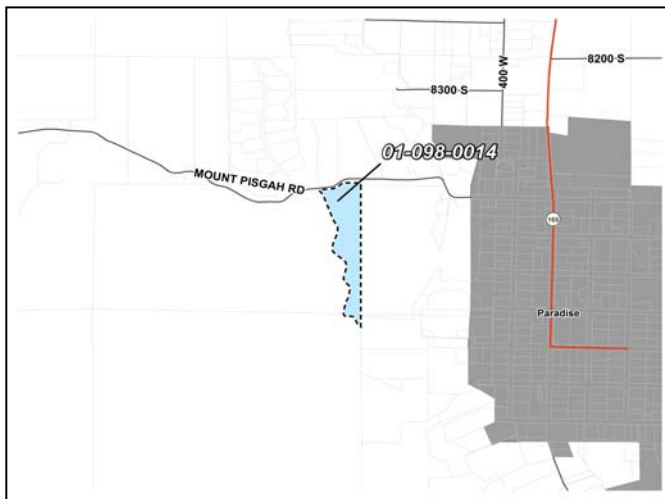 400 W
8200 S
8300 S
01-098-0014
MOUNT PISGAH RD
165
Paradise